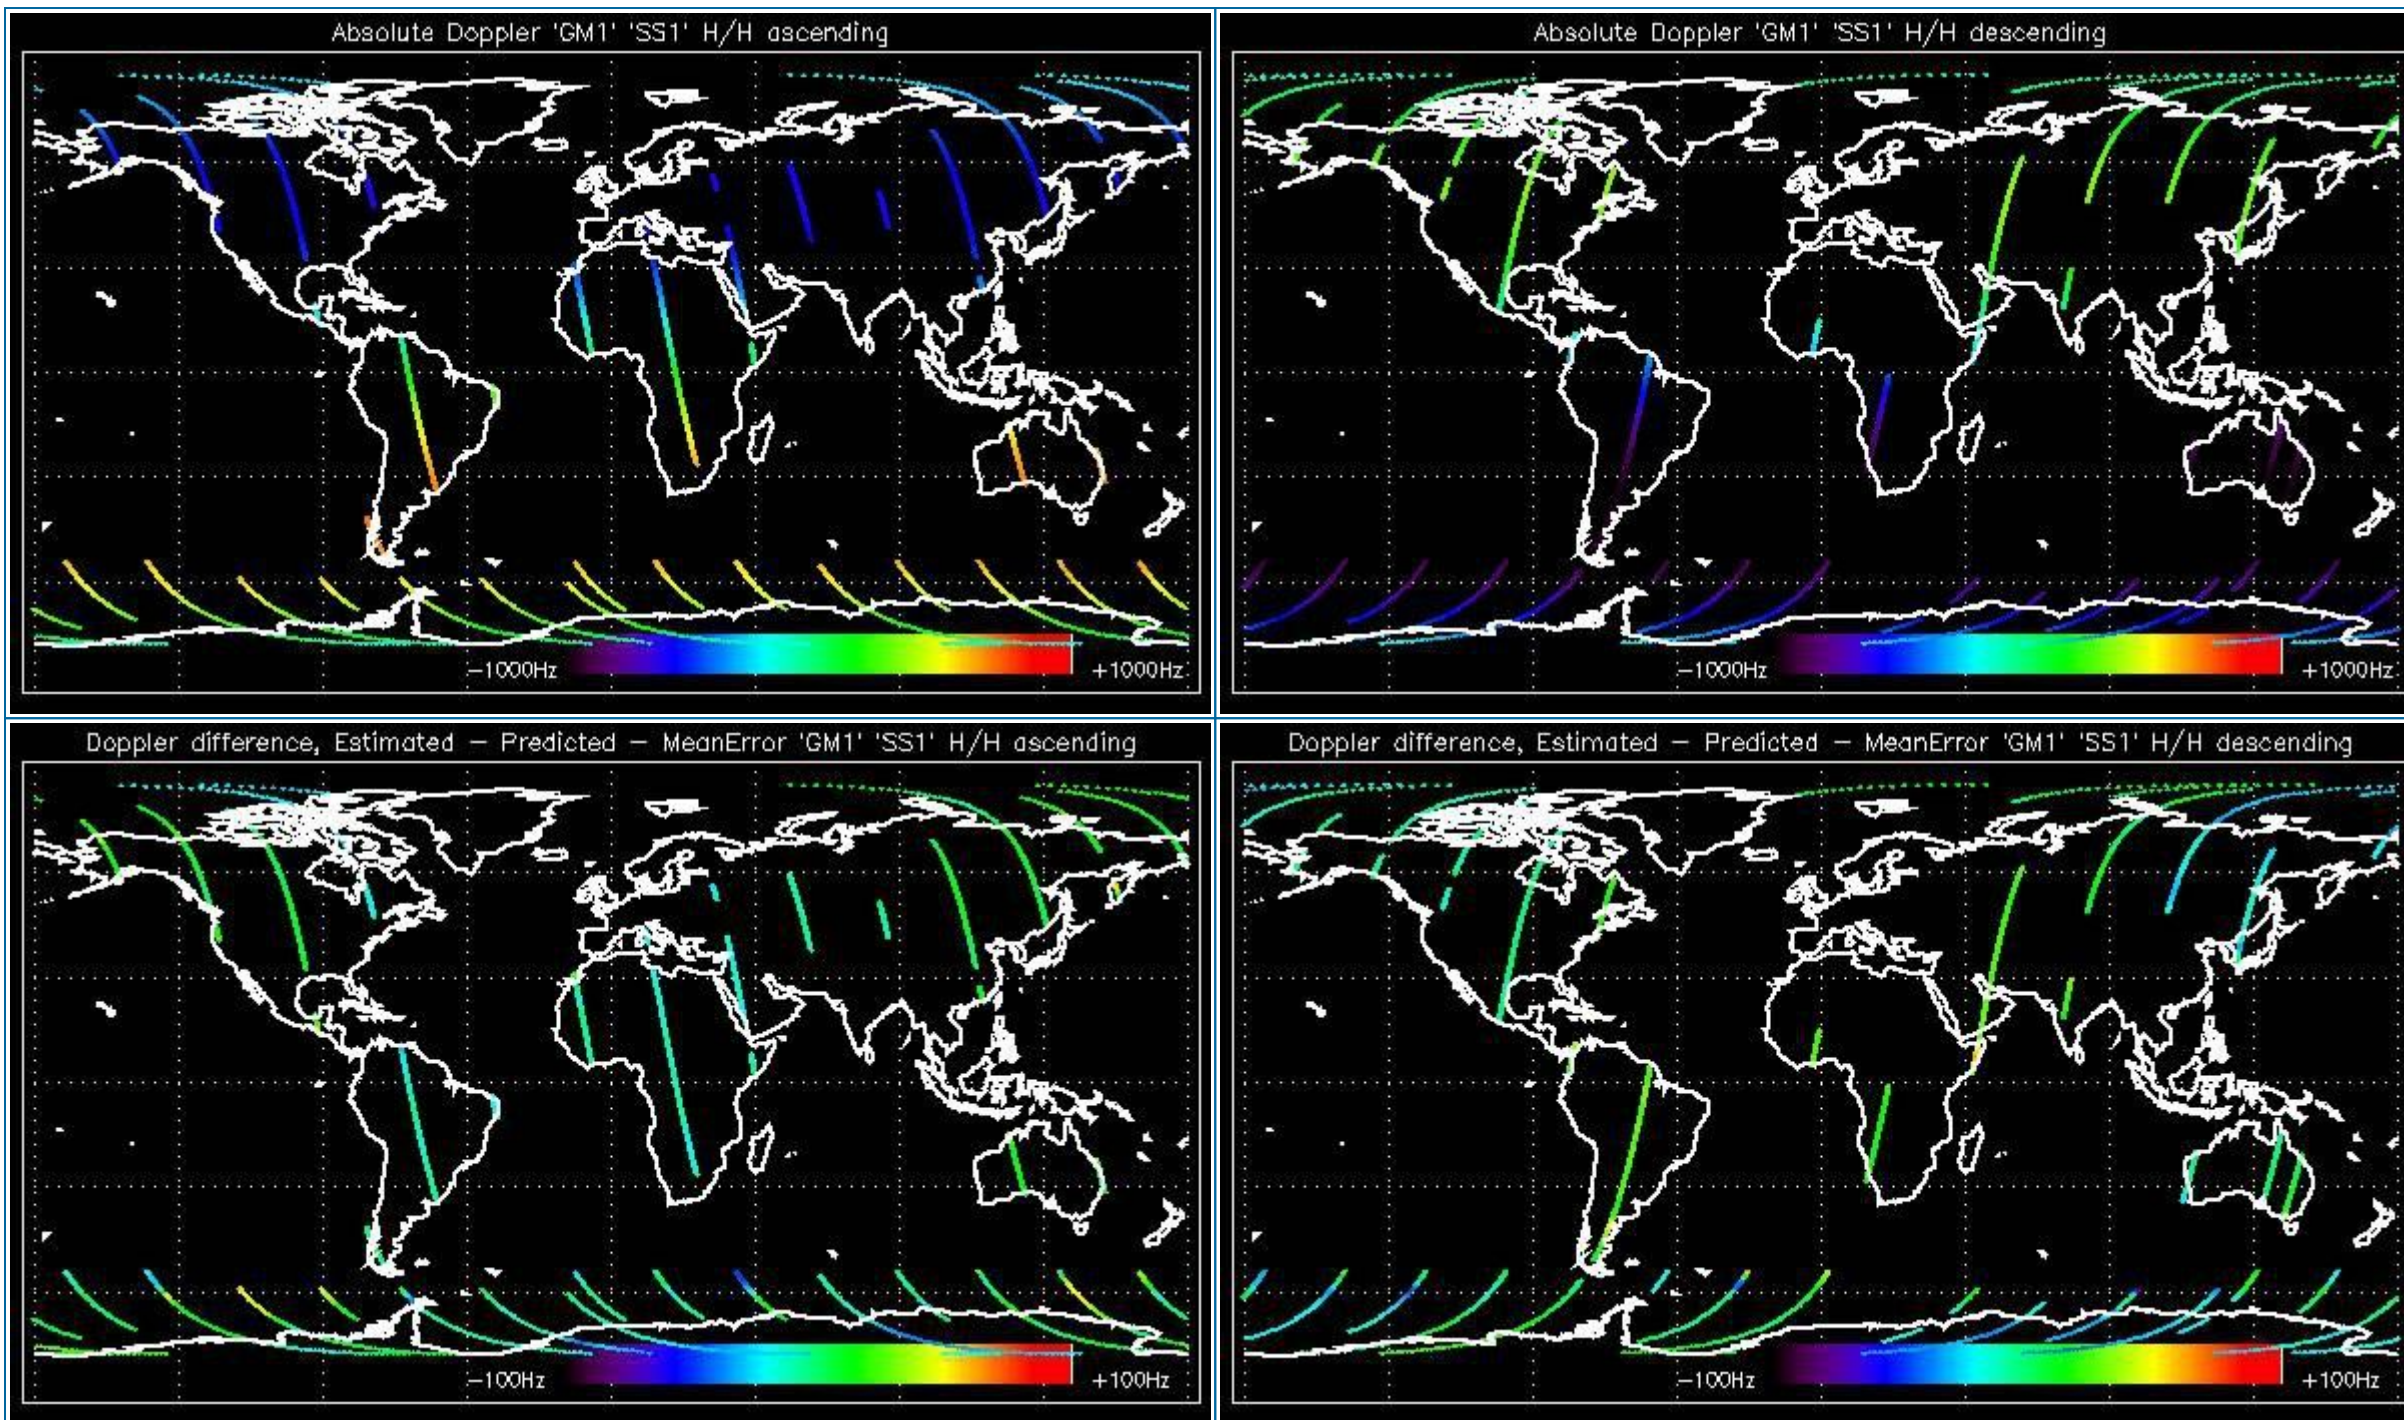 Absolute Doppler 'GM1' 'SS1' H/H ascending
−1000Hz
+1000Hz
Absolute Doppler 'GM1' 'SS1' H/H descending
−1000Hz
+1000Hz
Doppler difference, Estimated − Predicted − MeanError 'GM1' 'SS1' H/H ascending
−100Hz
+100Hz
Doppler difference, Estimated − Predicted − MeanError 'GM1' 'SS1' H/H descending
−100Hz
+100Hz